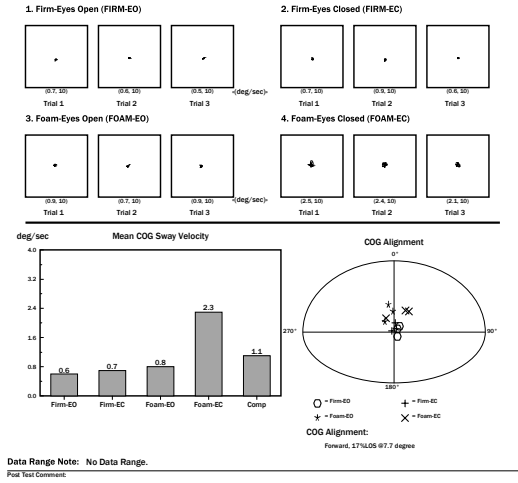 1. Firm-Eyes Open (FIRM-EO)
2. Firm-Eyes Closed (FIRM-EC)
(0.7, 10) (0.6, 10) (0.5, 10) <(deg/sec)> (0.7, 10) (0.9, 10) (0.6, 10)
Trial 1 Trial 2 Trial 3 Trial 1 Trial 2 Trial 3
3. Foam-Eyes Open (FOAM-EO)
4. Foam-Eyes Closed (FOAM-EC)
(0.9, 10) (0.7, 10) (0.9, 10) <(deg/sec)> (2.5, 10) (2.4, 10) (2.1, 10)
Trial 1 Trial 2 Trial 3 Trial 1 Trial 2 Trial 3
deg/sec
Mean COG Sway Velocity
4.0
3.2
2.4
1.6
0.8
0.0
0.6
0.7
0.8
2.3
1.1
Firm-EO Firm-EC Foam-EO Foam-EC Comp
COG Alignment
0°
270°
90°
180°
= Firm-EO = Firm-EC
= Foam-EO = Foam-EC
COG Alignment:
Forward, 17%LOS @7.7 degree
Data Range Note: No Data Range.
Post Test Comment: